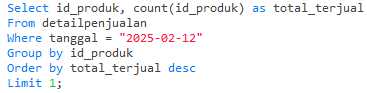 Select id_produk, count(id_produk) as total_terjual
From detailpenjualan
Where tanggal = "2025-02-12"
Group by id_produk
Order by total_terjual desc
Limit 1;